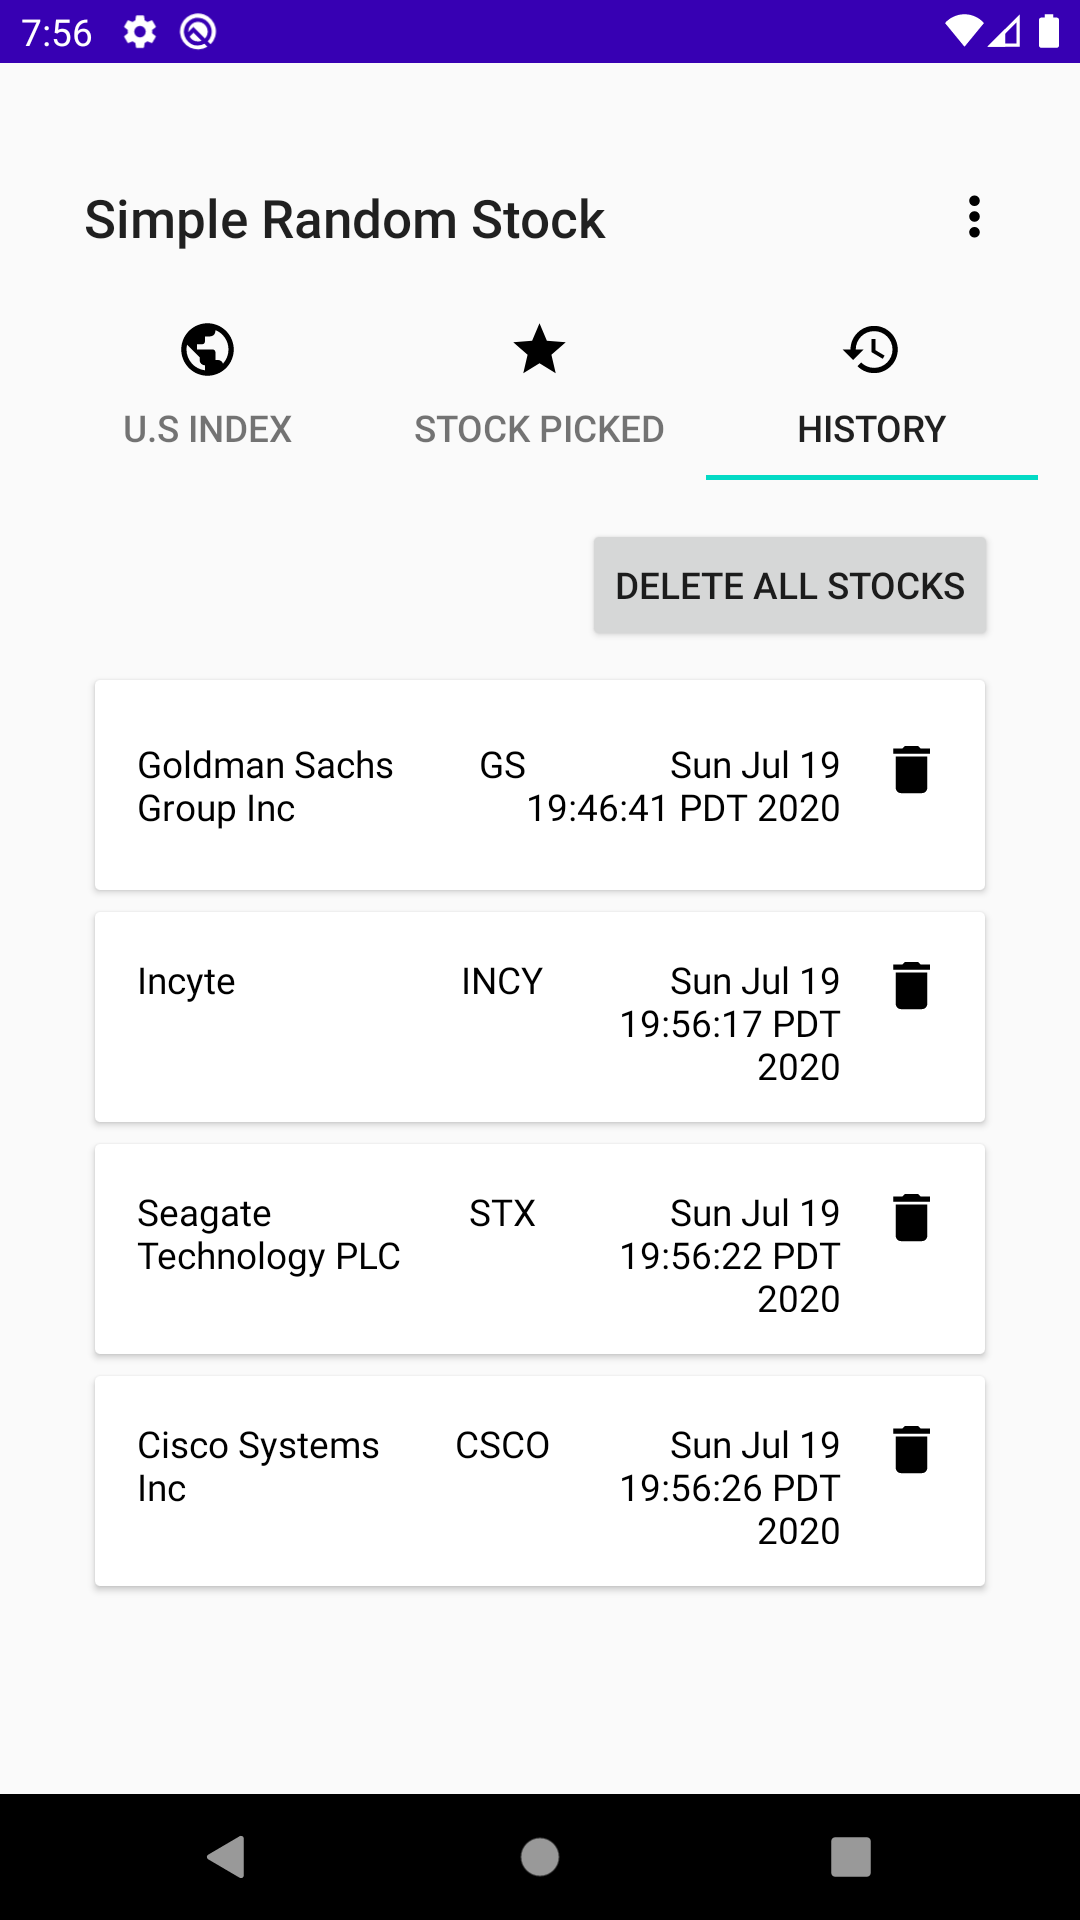 7:56
Simple Random Stock
U.S INDEX
STOCK PICKED
HISTORY
DELETE ALL STOCKS
Goldman Sachs
Group Inc
GS
Sun Jul 19
19:46:41 PDT 2020
Incyte
INCY
Sun Jul 19
19:56:17 PDT
2020
Seagate
Technology PLC
STX
Sun Jul 19
19:56:22 PDT
2020
Cisco Systems
Inc
CSCO
Sun Jul 19
19:56:26 PDT
2020